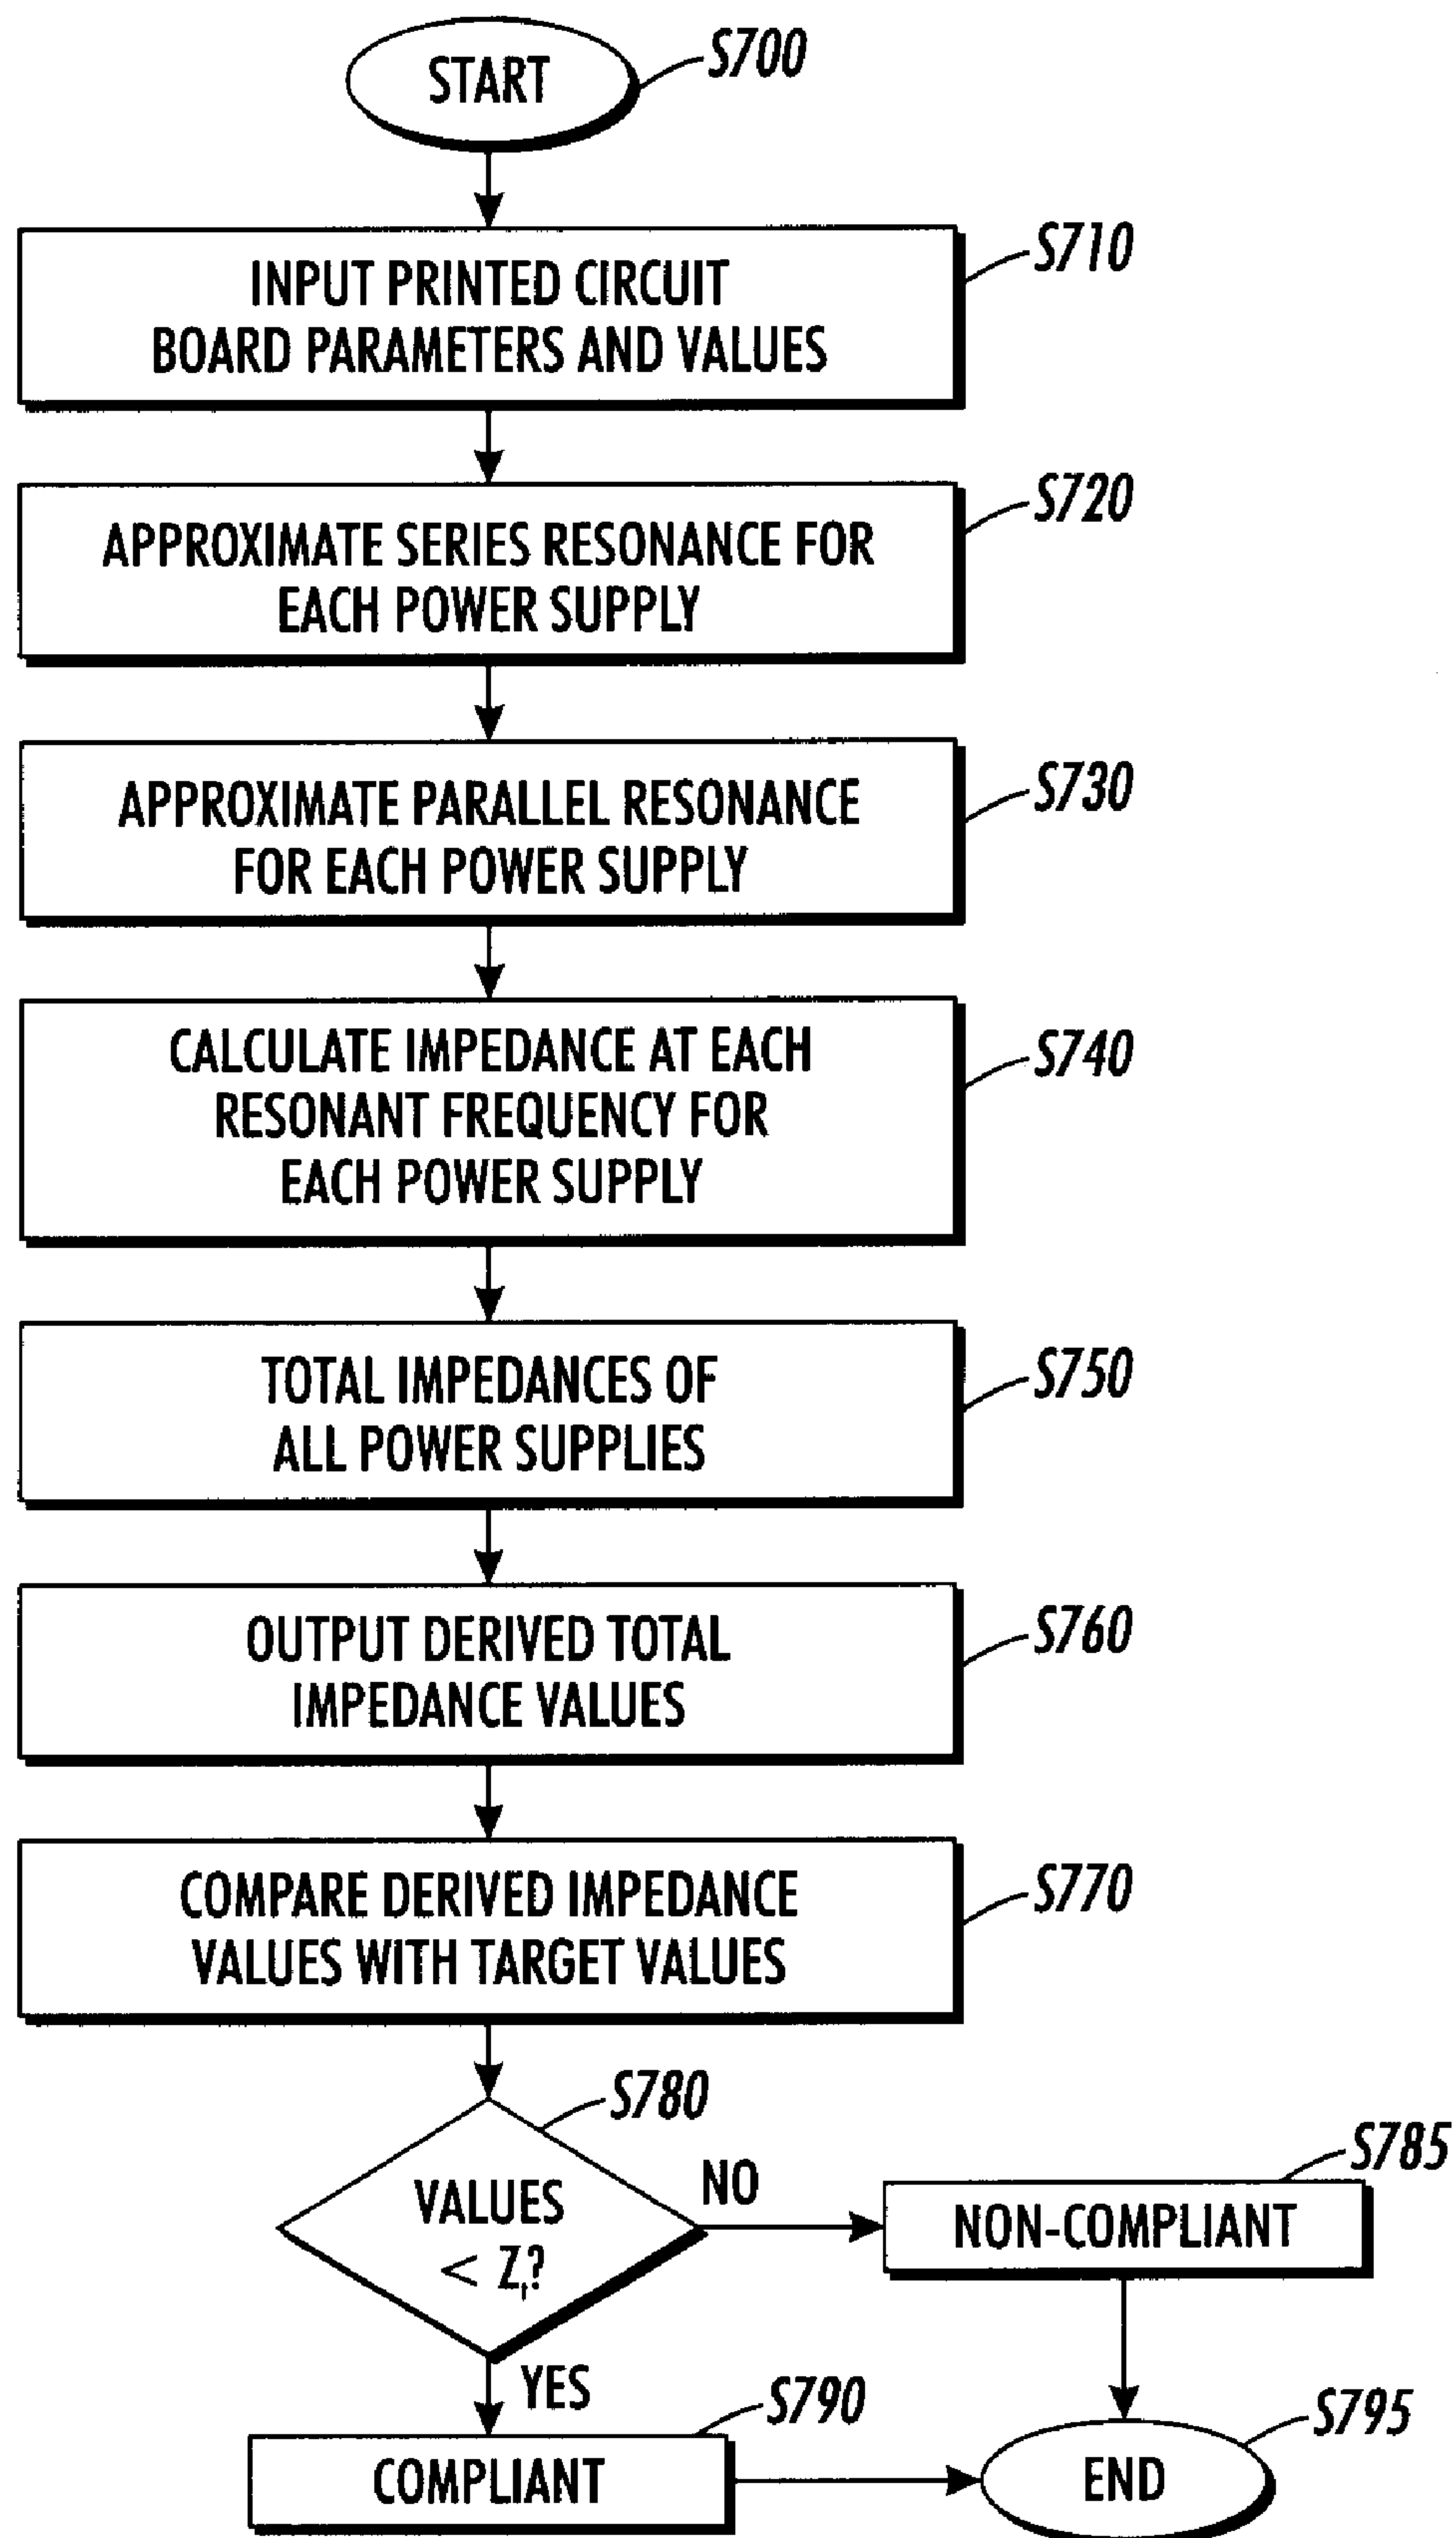 START
S700
INPUT PRINTED CIRCUIT
BOARD PARAMETERS AND VALUES
S710
APPROXIMATE SERIES RESONANCE FOR
EACH POWER SUPPLY
S720
APPROXIMATE PARALLEL RESONANCE
FOR EACH POWER SUPPLY
S730
CALCULATE IMPEDANCE AT EACH
RESONANT FREQUENCY FOR
EACH POWER SUPPLY
S740
TOTAL IMPEDANCES OF
ALL POWER SUPPLIES
S750
OUTPUT DERIVED TOTAL
IMPEDANCE VALUES
S760
COMPARE DERIVED IMPEDANCE
VALUES WITH TARGET VALUES
S770
S780
VALUES
< Zt?
NO
S785
NON-COMPLIANT
YES
S790
COMPLIANT
S795
END